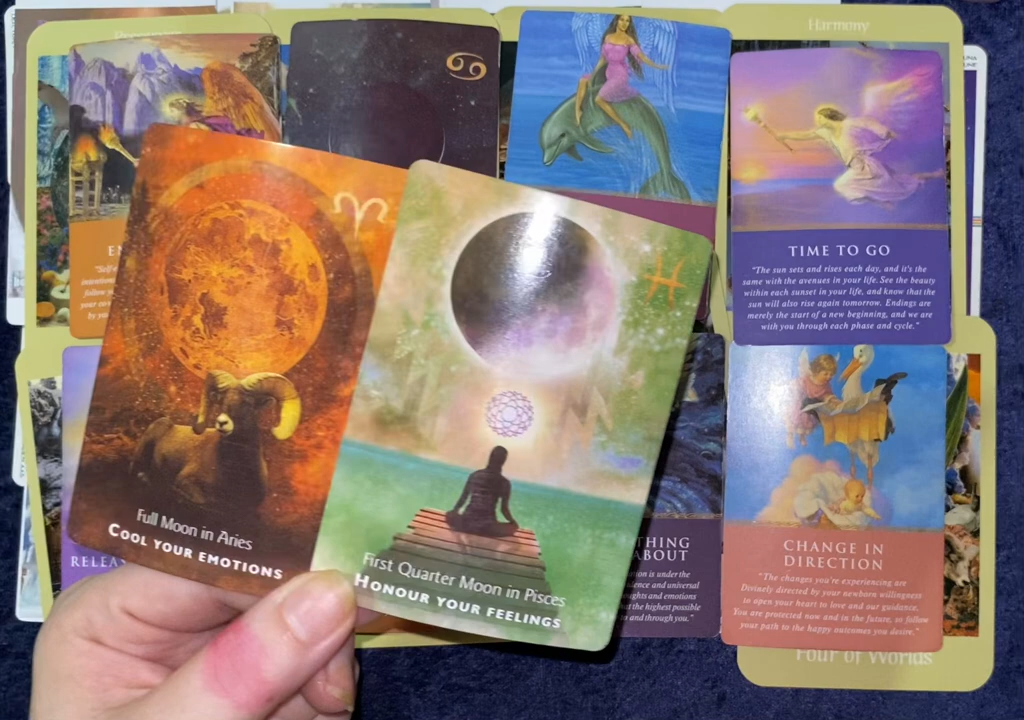 Harmony
TIME TO GO
"The sun sets and rises each day, and it's the
same with the avenues in your life. See the beauty
within each sunset in your life, and know that the
sun will also rise again tomorrow. Endings are
merely the start of a new beginning, and we are
with you through each phase and cycle."
Full Moon in Aries
COOL YOUR EMOTIONS
First Quarter Moon in Pisces
HONOUR YOUR FEELINGS
THING
ABOUT
CHANGE IN
DIRECTION
"The changes you're experiencing are
Divinely directed by your newborn willingness
to open your heart to love and our guidance.
You are protected now and in the future, so follow
your path to the happy outcomes you desire."
Four of Worlds